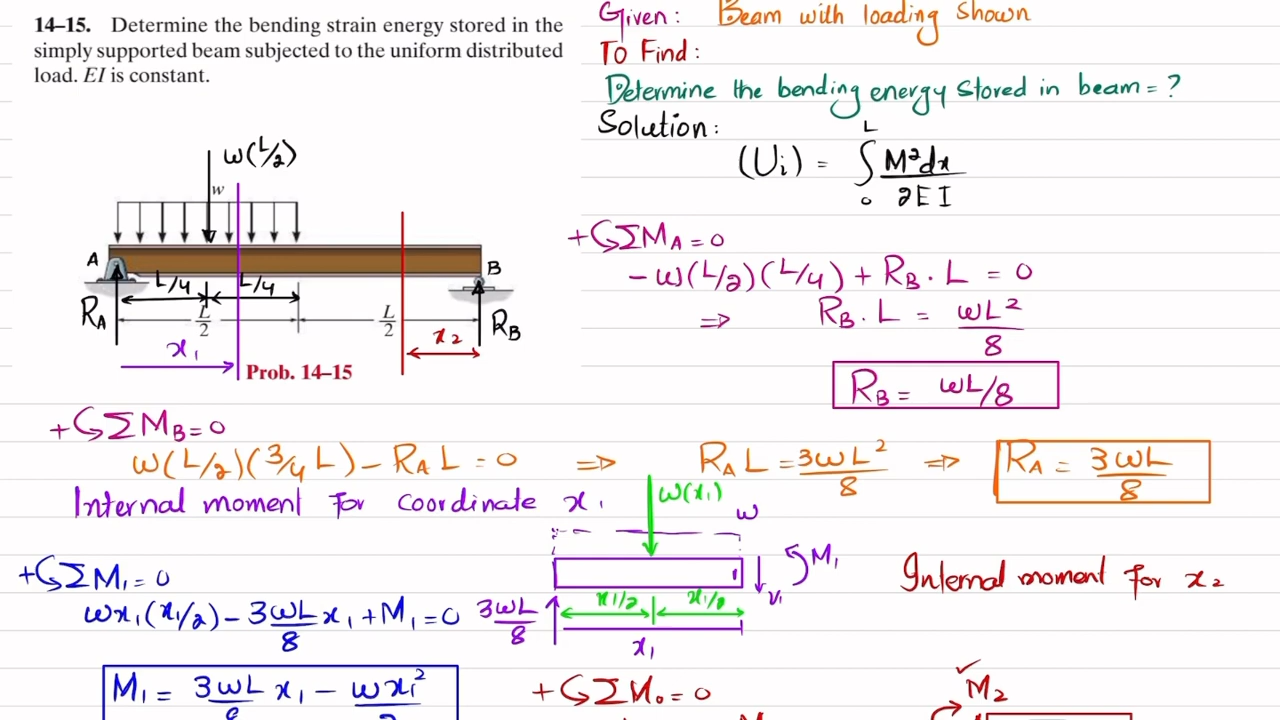 14–15. Determine the bending strain energy stored in the
simply supported beam subjected to the uniform distributed
load. EI is constant.
Given: Beam with loading shown
To Find:
Determine the bending energy stored in beam = ?
Solution:
(Ui) = ∫₀ᴸ M²dx / 2EI
w(L/2)
w
A
B
L/4 L/4
RA
L/2
L/2
RB
x₁
x₂
Prob. 14–15
+↺ΣMA = 0
-w(L/2)(L/4) + RB . L = 0
⇒ RB . L = wL²/8
RB = wL/8
+↺ΣMB = 0
w(L/2)(3/4 L) - RA L = 0 ⇒ RA L = 3wL²/8 ⇒ RA = 3wL/8
Internal moment for coordinate x₁
w(x₁)
w
M₁
V₁
x₁/2 x₁/2
3wL/8
x₁
+↺ΣM₁ = 0
wx₁(x₁/2) - 3wL/8 x₁ + M₁ = 0
M₁ = 3wL/8 x₁ - wx₁²/2
Internal moment for x₂
+↺ΣMo = 0
M₂